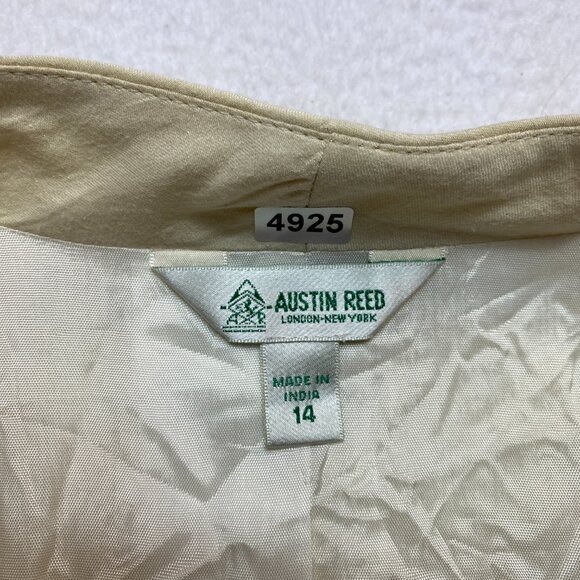 4925
AUSTIN REED
LONDON-NEW YORK
MADE IN
INDIA
14